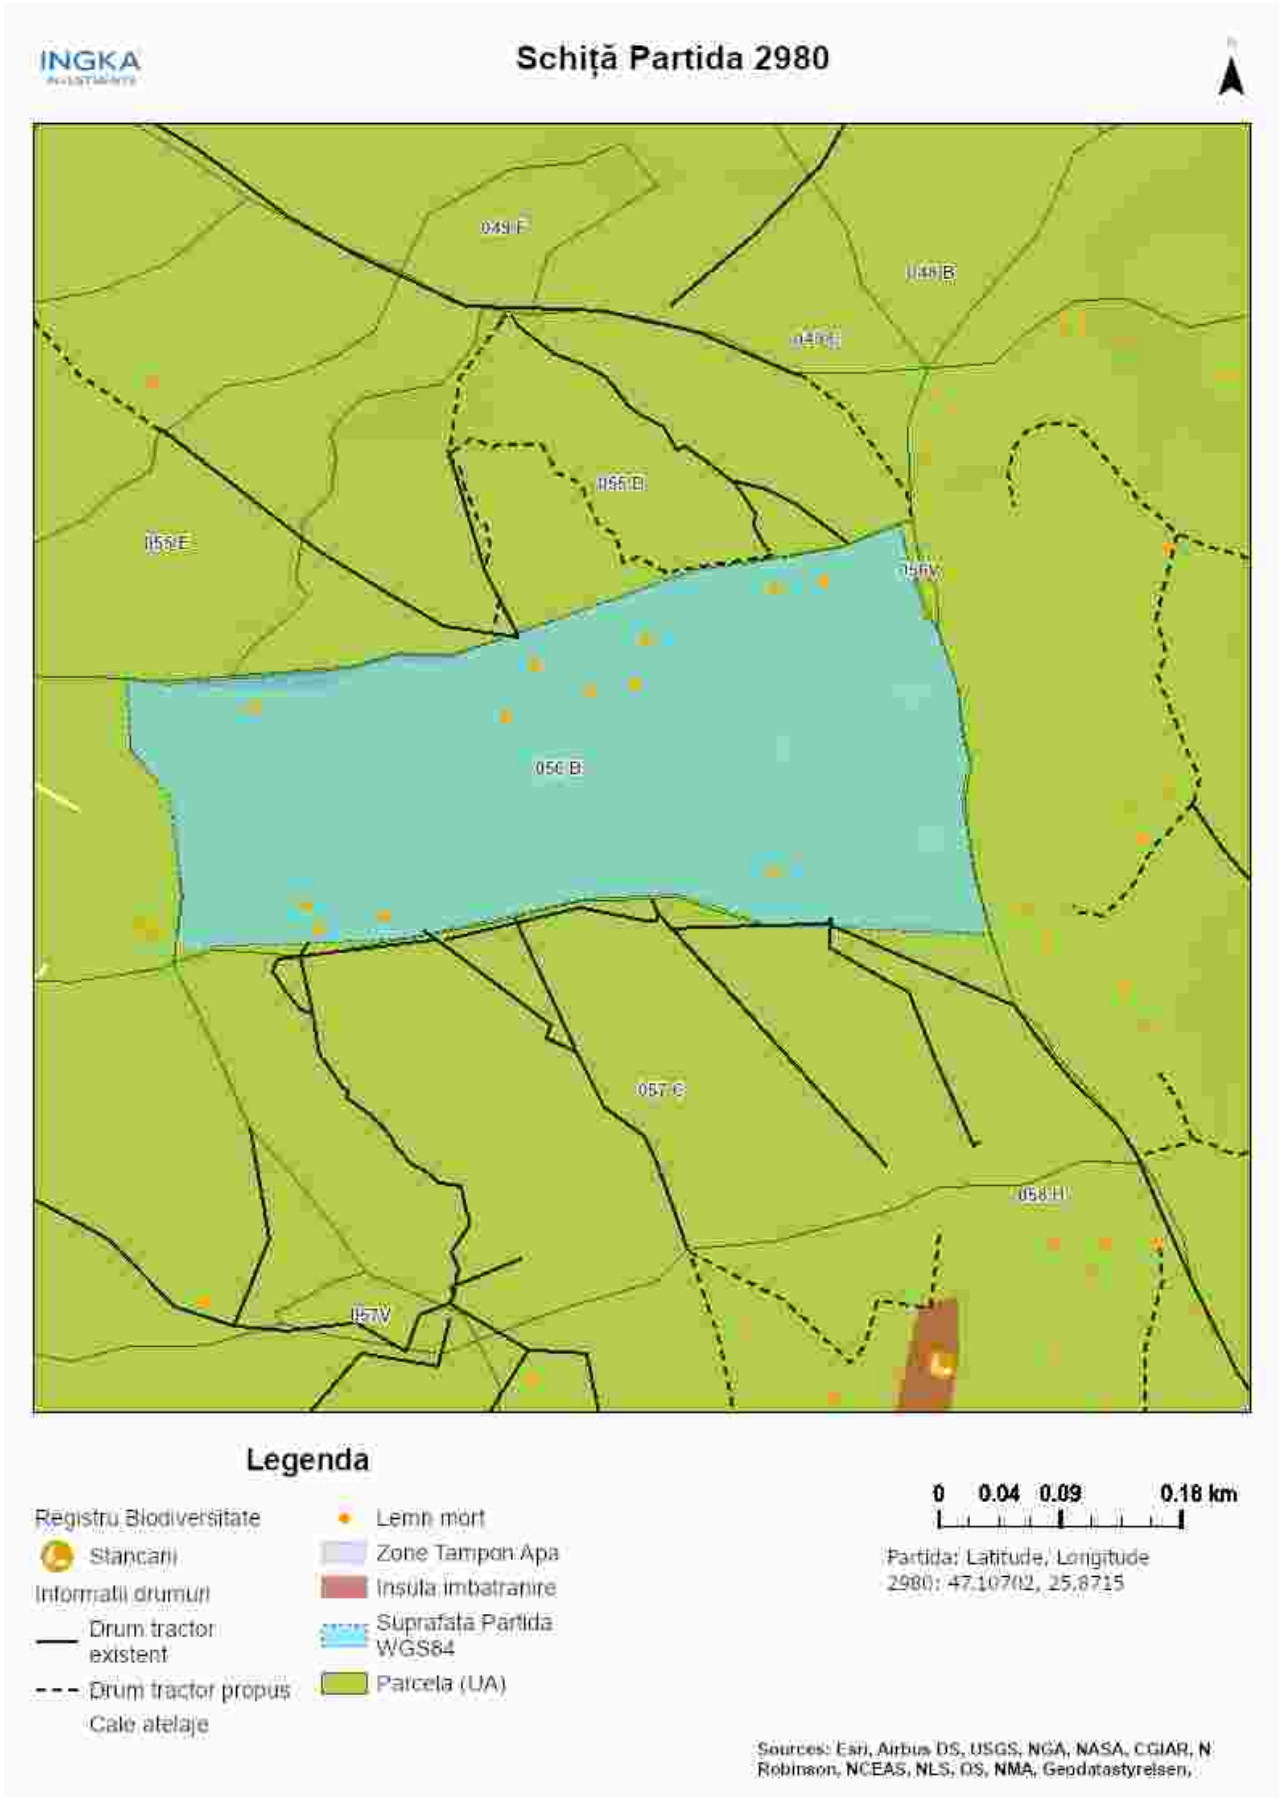 INGKA
INVESTMENTS
Schiță Partida 2980
N
049 F
048 B
055 D
055 E
056V
056 B
057 C
058 H
057V
Legenda
Registru Biodiversitate
Stancarii
Informatii drumuri
Drum tractor
existent
Drum tractor propus
Cale atelaje
Lemn mort
Zone Tampon Apa
Insula imbatranire
Suprafata Partida
WGS84
Parcela (UA)
0 0.04 0.09 0.18 km
Partida: Latitude, Longitude
2980: 47.10702, 25.8715
Sources: Esri, Airbus DS, USGS, NGA, NASA, CGIAR, N
Robinson, NCEAS, NLS, OS, NMA, Geodatastyrelsen,